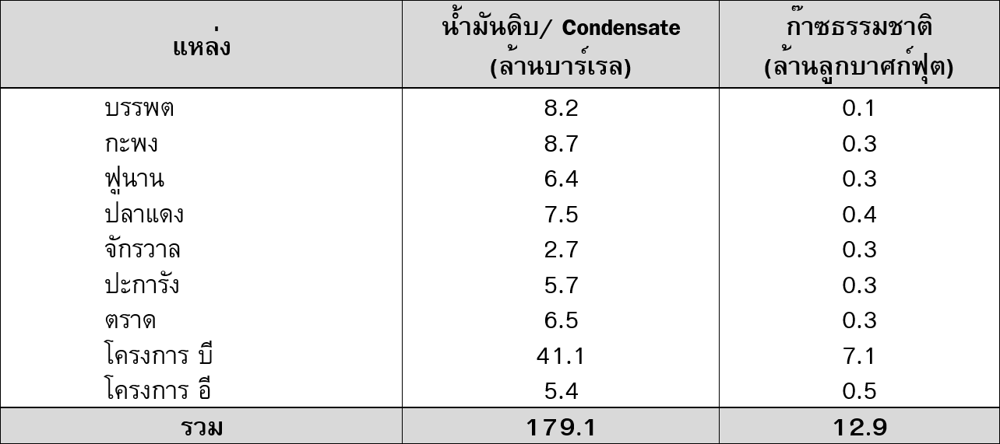 แหล่ง น้ำมันดิบ/ Condensate (ล้านบาร์เรล) ก๊าซธรรมชาติ (ล้านลูกบาศก์ฟุต)
บรรพต 8.2 0.1
กะพง 8.7 0.3
ฟูนาน 6.4 0.3
ปลาแดง 7.5 0.4
จักรวาล 2.7 0.3
ปะการัง 5.7 0.3
ตราด 6.5 0.3
โครงการ บี 41.1 7.1
โครงการ อี 5.4 0.5
รวม 179.1 12.9